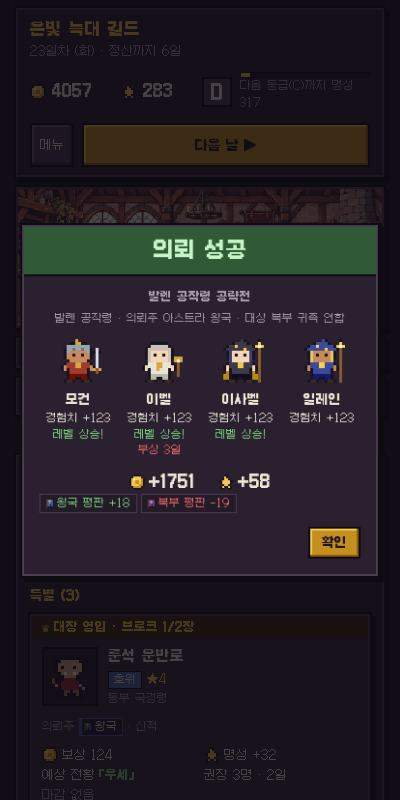 은빛 늑대 길드
23일차 (화) · 정산까지 6일
4057 283 D 다음 등급(C)까지 명성 317
메뉴 다음 날 ▶
의뢰 성공
발렌 공작령 공략전
발렌 공작령 · 의뢰주 아스트라 왕국 · 대상 북부 귀족 연합
모건 이벨 이사벨 일레인
경험치 +123 경험치 +123 경험치 +123 경험치 +123
레벨 상승! 레벨 상승! 레벨 상승!
부상 3일
+1751 +58
왕국 평판 +18 북부 평판 -19
확인
특별 (3)
대장 영입 · 브로크 1/2장
룬석 운반로
호위 ★4
동부 국경령
의뢰주 왕국 · 산적
보상 124 명성 +32
예상 전황 『우세』 권장 3명 · 2일
마감 없음